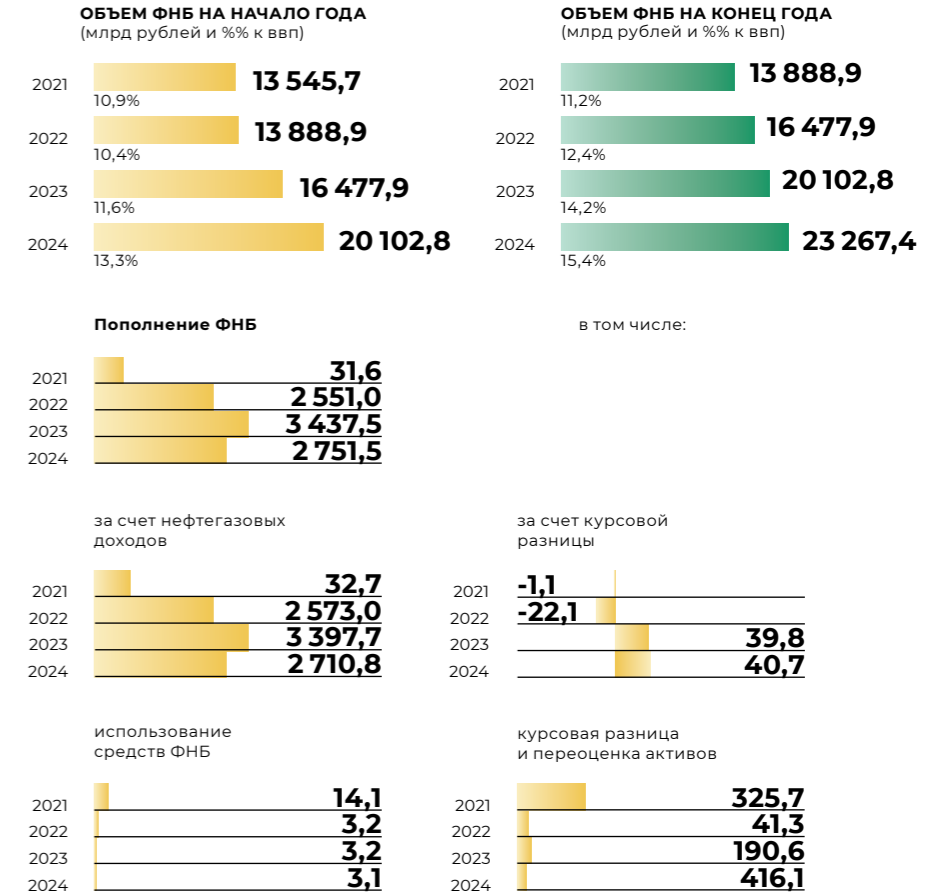 ОБЪЕМ ФНБ НА НАЧАЛО ГОДА
(млрд рублей и %% к ввп)
2021 13 545,7
10,9%
2022 13 888,9
10,4%
2023 16 477,9
11,6%
2024 20 102,8
13,3%
ОБЪЕМ ФНБ НА КОНЕЦ ГОДА
(млрд рублей и %% к ввп)
2021 13 888,9
11,2%
2022 16 477,9
12,4%
2023 20 102,8
14,2%
2024 23 267,4
15,4%
Пополнение ФНБ
2021 31,6
2022 2 551,0
2023 3 437,5
2024 2 751,5
в том числе:
за счет нефтегазовых
доходов
2021 32,7
2022 2 573,0
2023 3 397,7
2024 2 710,8
за счет курсовой
разницы
2021 -1,1
2022 -22,1
2023 39,8
2024 40,7
использование
средств ФНБ
2021 14,1
2022 3,2
2023 3,2
2024 3,1
курсовая разница
и переоценка активов
2021 325,7
2022 41,3
2023 190,6
2024 416,1